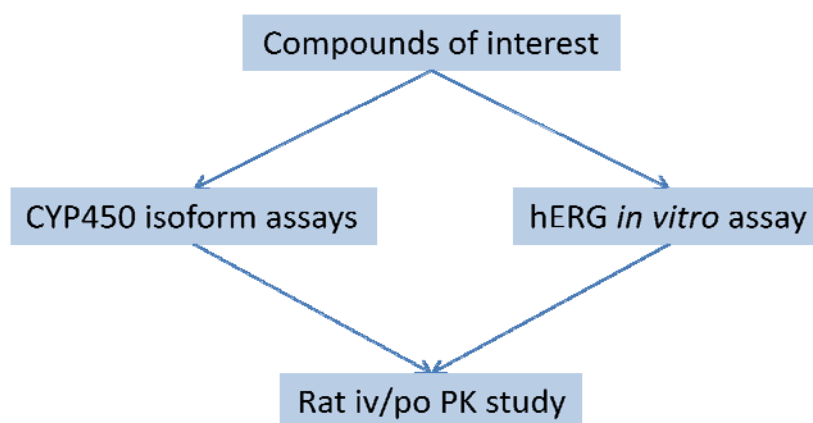 Compounds of interest
CYP450 isoform assays
hERG in vitro assay
Rat iv/po PK study